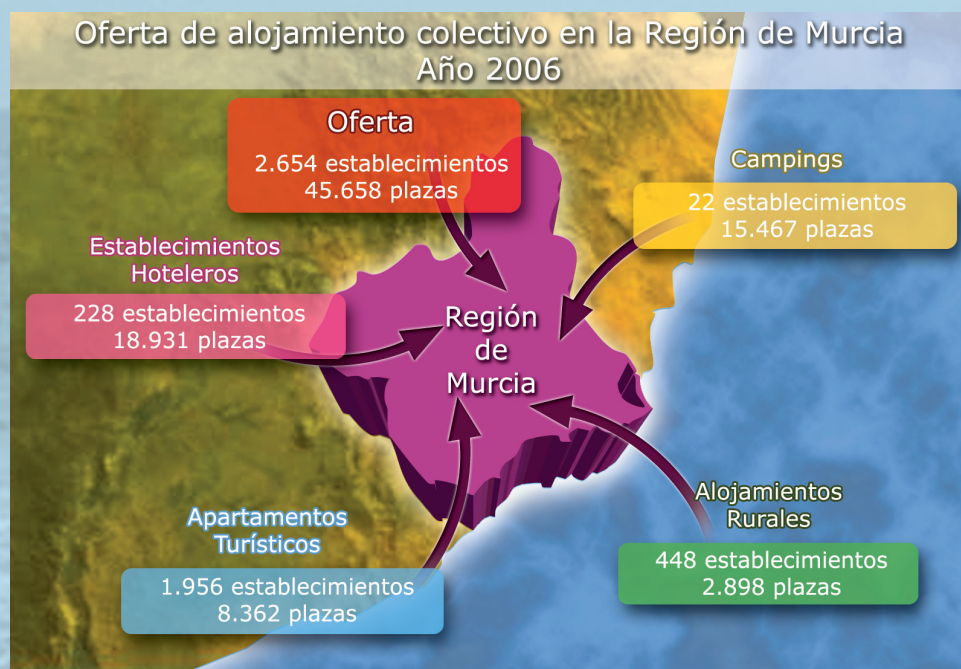 Oferta de alojamiento colectivo en la Región de Murcia
Año 2006
Oferta
2.654 establecimientos
45.658 plazas
Campings
22 establecimientos
15.467 plazas
Establecimientos
Hoteleros
228 establecimientos
18.931 plazas
Región
de
Murcia
Alojamientos
Rurales
448 establecimientos
2.898 plazas
Apartamentos
Turísticos
1.956 establecimientos
8.362 plazas